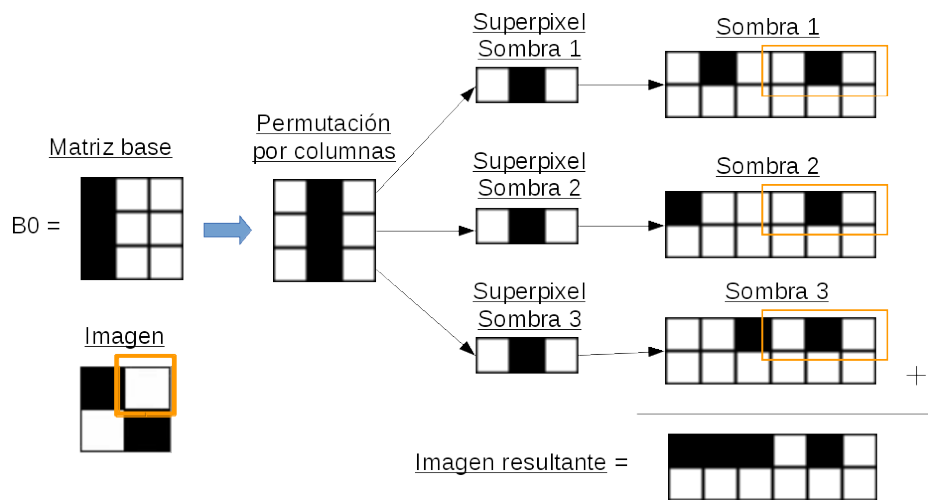 Superpixel
Sombra 1
Sombra 1
Permutación
por columnas
Matriz base
B0 =
Superpixel
Sombra 2
Sombra 2
Superpixel
Sombra 3
Sombra 3
Imagen
+
Imagen resultante =